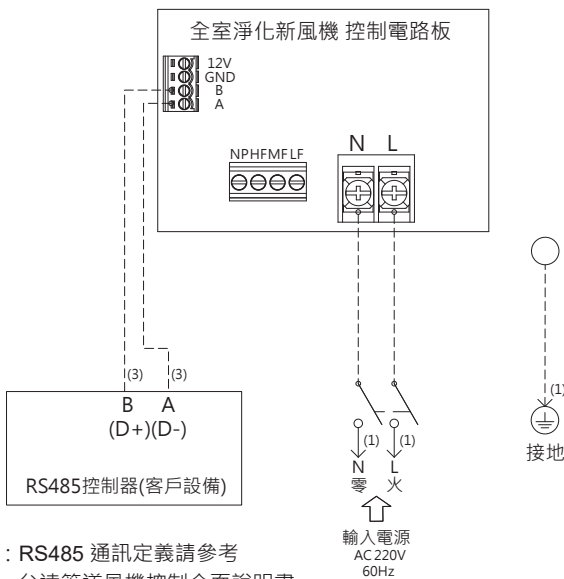 全室淨化新風機 控制電路板
12V
GND
B
A
NPHFMFLF
N L
(3) (3)
B A
(D+)(D-)
RS485控制器(客戶設備)
(1) (1)
N L
零 火
輸入電源
AC 220V
60Hz
(1)
接地
: RS485 通訊定義請參考